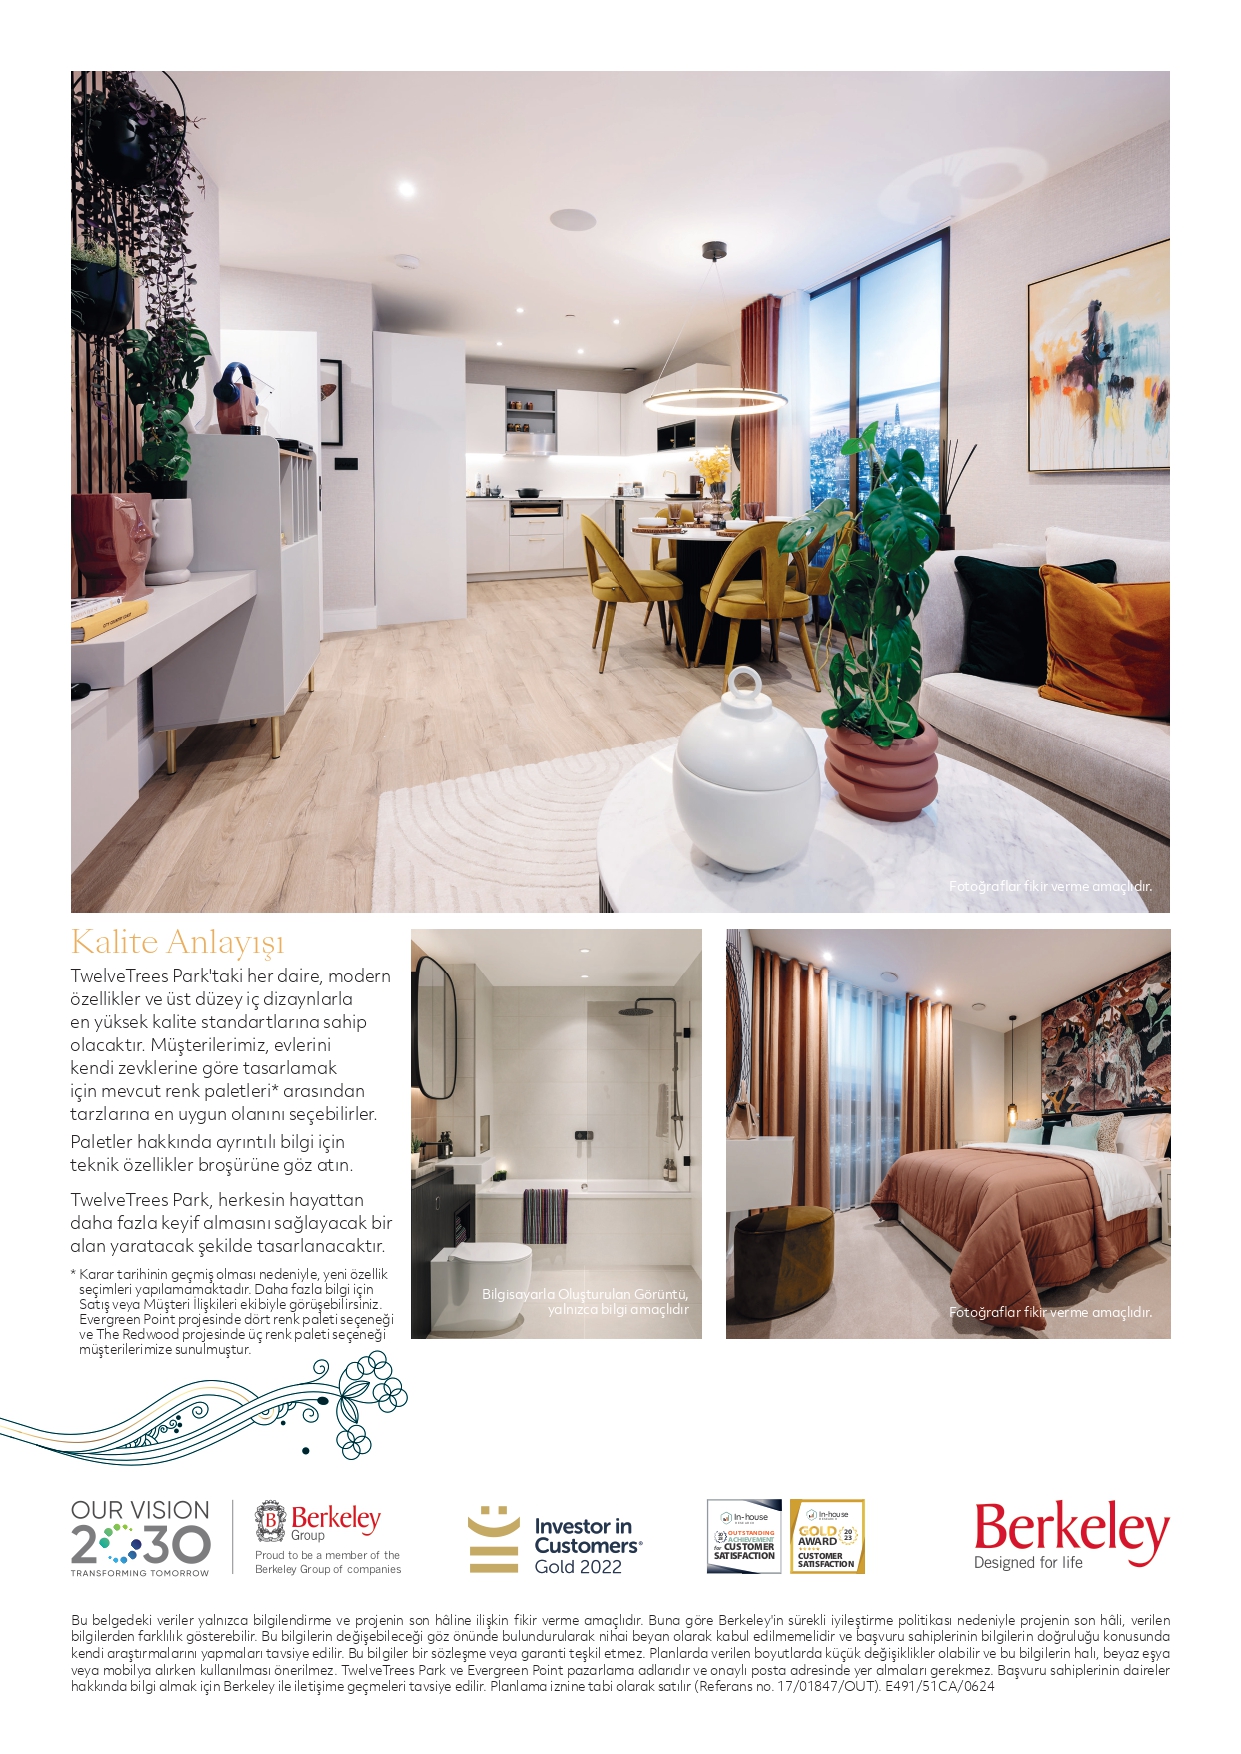 Fotoğraflar fikir verme amaçlıdır.
Kalite Anlayışı
TwelveTrees Park'taki her daire, modern
özellikler ve üst düzey iç dizaynlarla
en yüksek kalite standartlarına sahip
olacaktır. Müşterilerimiz, evlerini
kendi zevklerine göre tasarlamak
için mevcut renk paletleri* arasından
tarzlarına en uygun olanını seçebilirler.
Paletler hakkında ayrıntılı bilgi için
teknik özellikler broşürüne göz atın.
TwelveTrees Park, herkesin hayattan
daha fazla keyif almasını sağlayacak bir
alan yaratacak şekilde tasarlanacaktır.
* Karar tarihinin geçmiş olması nedeniyle, yeni özellik
seçimleri yapılamamaktadır. Daha fazla bilgi için
Satış veya Müşteri İlişkileri ekibiyle görüşebilirsiniz.
Evergreen Point projesinde dört renk paleti seçeneği
ve The Redwood projesinde üç renk paleti seçeneği
müşterilerimize sunulmuştur.
Bilgisayarla Oluşturulan Görüntü,
yalnızca bilgi amaçlıdır
Fotoğraflar fikir verme amaçlıdır.
OUR VISION
2030
TRANSFORMING TOMORROW
B
Berkeley
Group
Proud to be a member of the
Berkeley Group of companies
Investor in
Customers®
Gold 2022
In-house
OUTSTANDING
ACHIEVEMENT
for CUSTOMER
SATISFACTION
In-house
GOLD
AWARD
2023
CUSTOMER
SATISFACTION
Berkeley
Designed for life
Bu belgedeki veriler yalnızca bilgilendirme ve projenin son hâline ilişkin fikir verme amaçlıdır. Buna göre Berkeley'in sürekli iyileştirme politikası nedeniyle projenin son hâli, verilen
bilgilerden farklılık gösterebilir. Bu bilgilerin değişebileceği göz önünde bulundurularak nihai beyan olarak kabul edilmemelidir ve başvuru sahiplerinin bilgilerin doğruluğu konusunda
kendi araştırmalarını yapmaları tavsiye edilir. Bu bilgiler bir sözleşme veya garanti teşkil etmez. Planlarda verilen boyutlarda küçük değişiklikler olabilir ve bu bilgilerin halı, beyaz eşya
veya mobilya alırken kullanılması önerilmez. TwelveTrees Park ve Evergreen Point pazarlama adlarıdır ve onaylı posta adresinde yer almaları gerekmez. Başvuru sahiplerinin daireler
hakkında bilgi almak için Berkeley ile iletişime geçmeleri tavsiye edilir. Planlama iznine tabi olarak satılır (Referans no. 17/01847/OUT). E491/51CA/0624